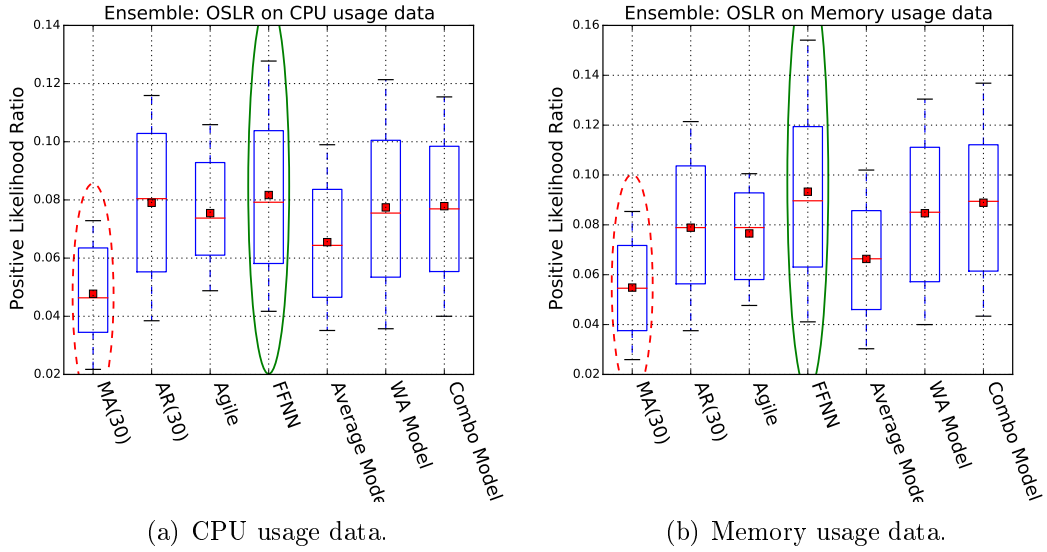 Ensemble: OSLR on CPU usage data
Positive Likelihood Ratio
0.14
0.12
0.10
0.08
0.06
0.04
0.02
MA(30)
AR(30)
Agile
FFNN
Average Mode
WA Model
Combo Model
(a) CPU usage data.
Ensemble: OSLR on Memory usage data
Positive Likelihood Ratio
0.16
0.14
0.12
0.10
0.08
0.06
0.04
0.02
MA(30)
AR(30)
Agile
FFNN
Average Mode
WA Model
Combo Model
(b) Memory usage data.